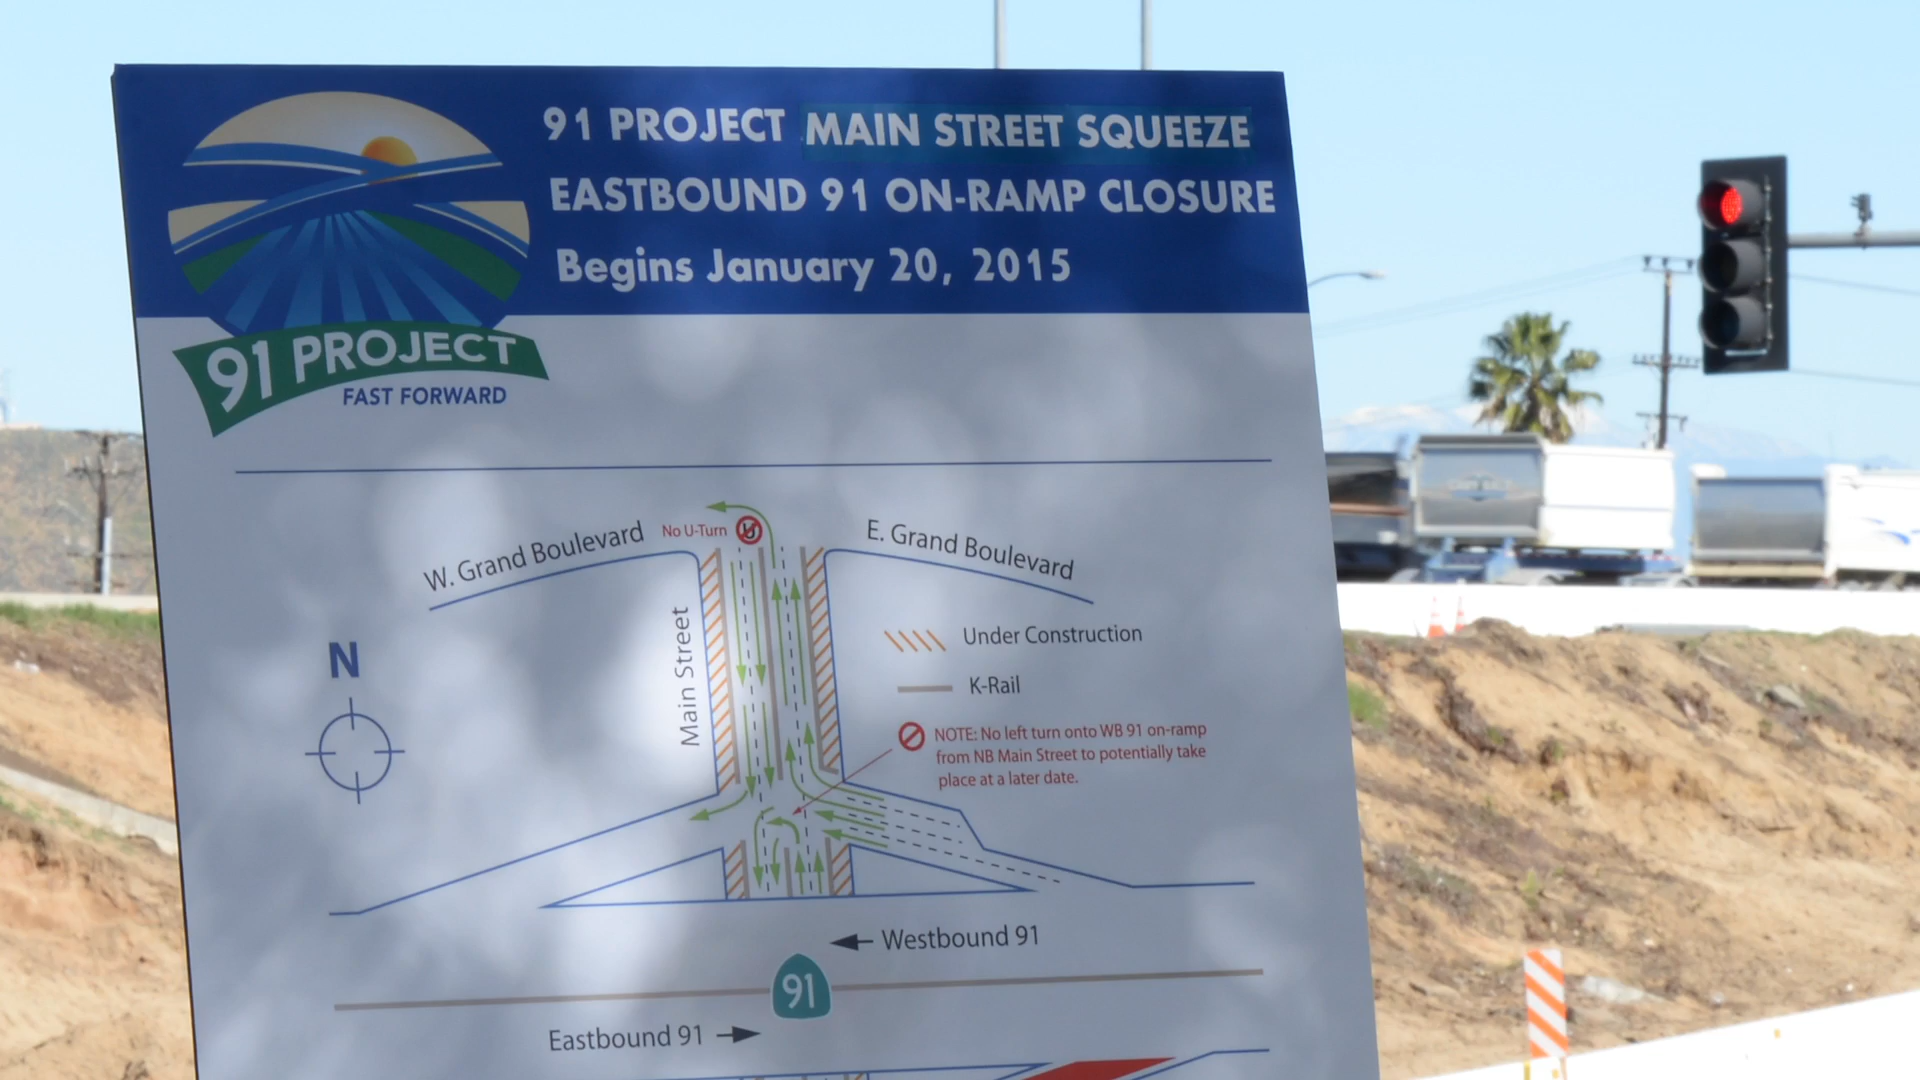 91 PROJECT MAIN STREET SQUEEZE
EASTBOUND 91 ON-RAMP CLOSURE
Begins January 20, 2015
91 PROJECT
FAST FORWARD
W. Grand Boulevard
No U-Turn
U
E. Grand Boulevard
Main Street
N
Under Construction
K-Rail
NOTE: No left turn onto WB 91 on-ramp
from NB Main Street to potentially take
place at a later date.
Westbound 91
91
Eastbound 91